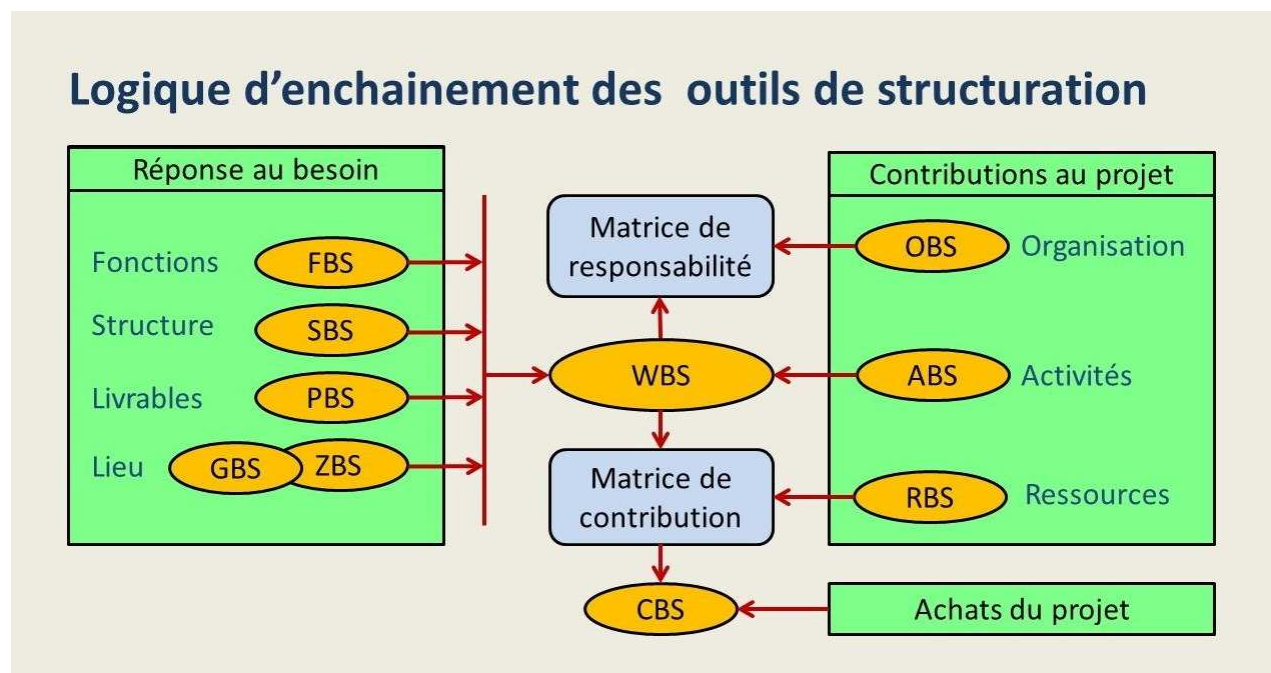 Logique d’enchainement des  outils de structuration
Réponse au besoin
Fonctions FBS
Structure SBS
Livrables PBS
Lieu GBS ZBS
Matrice de
responsabilité
WBS
Matrice de
contribution
CBS
Contributions au projet
OBS Organisation
ABS Activités
RBS Ressources
Achats du projet